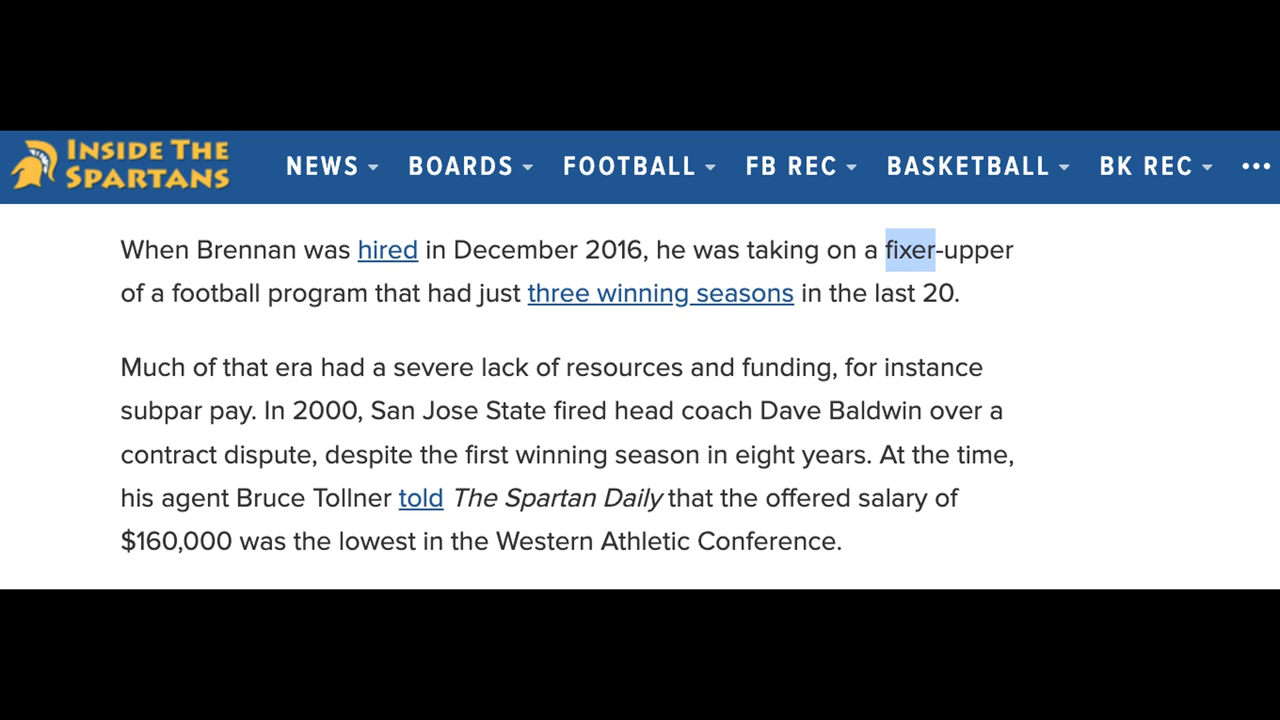 INSIDE THE
SPARTANS
NEWS BOARDS FOOTBALL FB REC BASKETBALL BK REC •••
When Brennan was hired in December 2016, he was taking on a fixer-upper
of a football program that had just three winning seasons in the last 20.
Much of that era had a severe lack of resources and funding, for instance
subpar pay. In 2000, San Jose State fired head coach Dave Baldwin over a
contract dispute, despite the first winning season in eight years. At the time,
his agent Bruce Tollner told The Spartan Daily that the offered salary of
$160,000 was the lowest in the Western Athletic Conference.